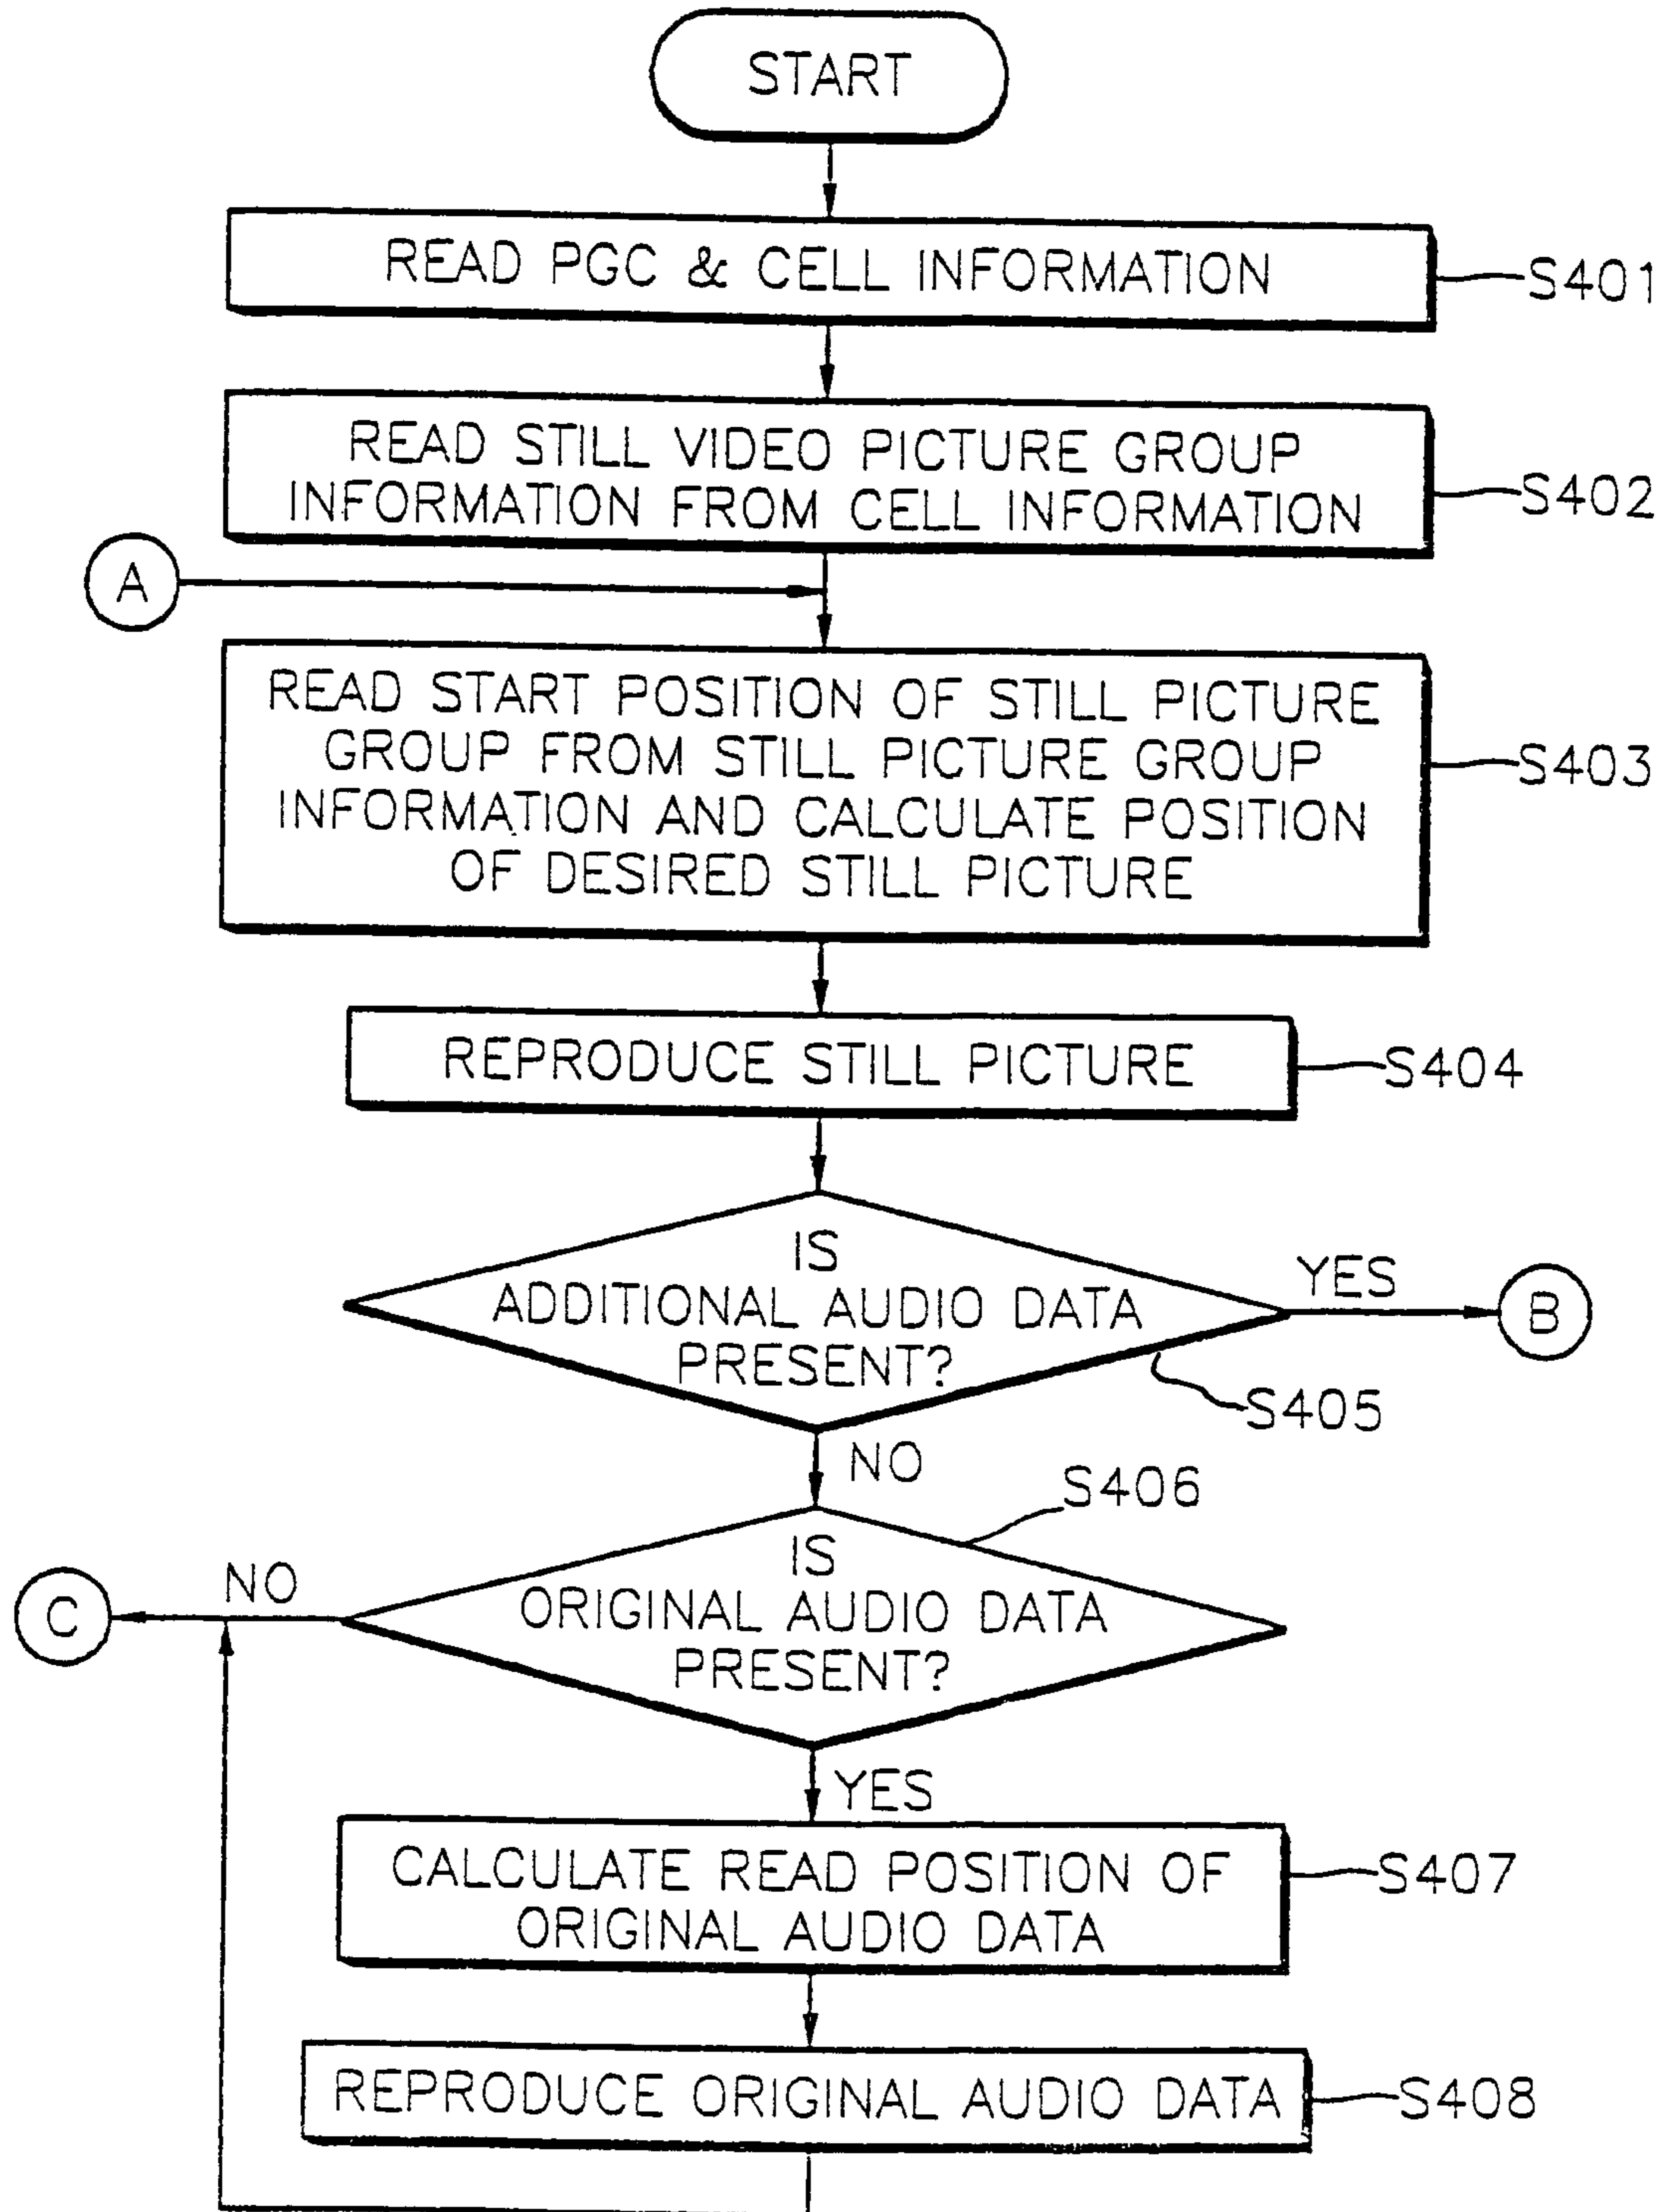 START
READ PGC & CELL INFORMATION
S401
READ STILL VIDEO PICTURE GROUP
INFORMATION FROM CELL INFORMATION
S402
A
READ START POSITION OF STILL PICTURE
GROUP FROM STILL PICTURE GROUP
INFORMATION AND CALCULATE POSITION
OF DESIRED STILL PICTURE
S403
REPRODUCE STILL PICTURE
S404
IS
ADDITIONAL AUDIO DATA
PRESENT?
YES
B
S405
NO
S406
IS
ORIGINAL AUDIO DATA
PRESENT?
NO
C
YES
CALCULATE READ POSITION OF
ORIGINAL AUDIO DATA
S407
REPRODUCE ORIGINAL AUDIO DATA
S408